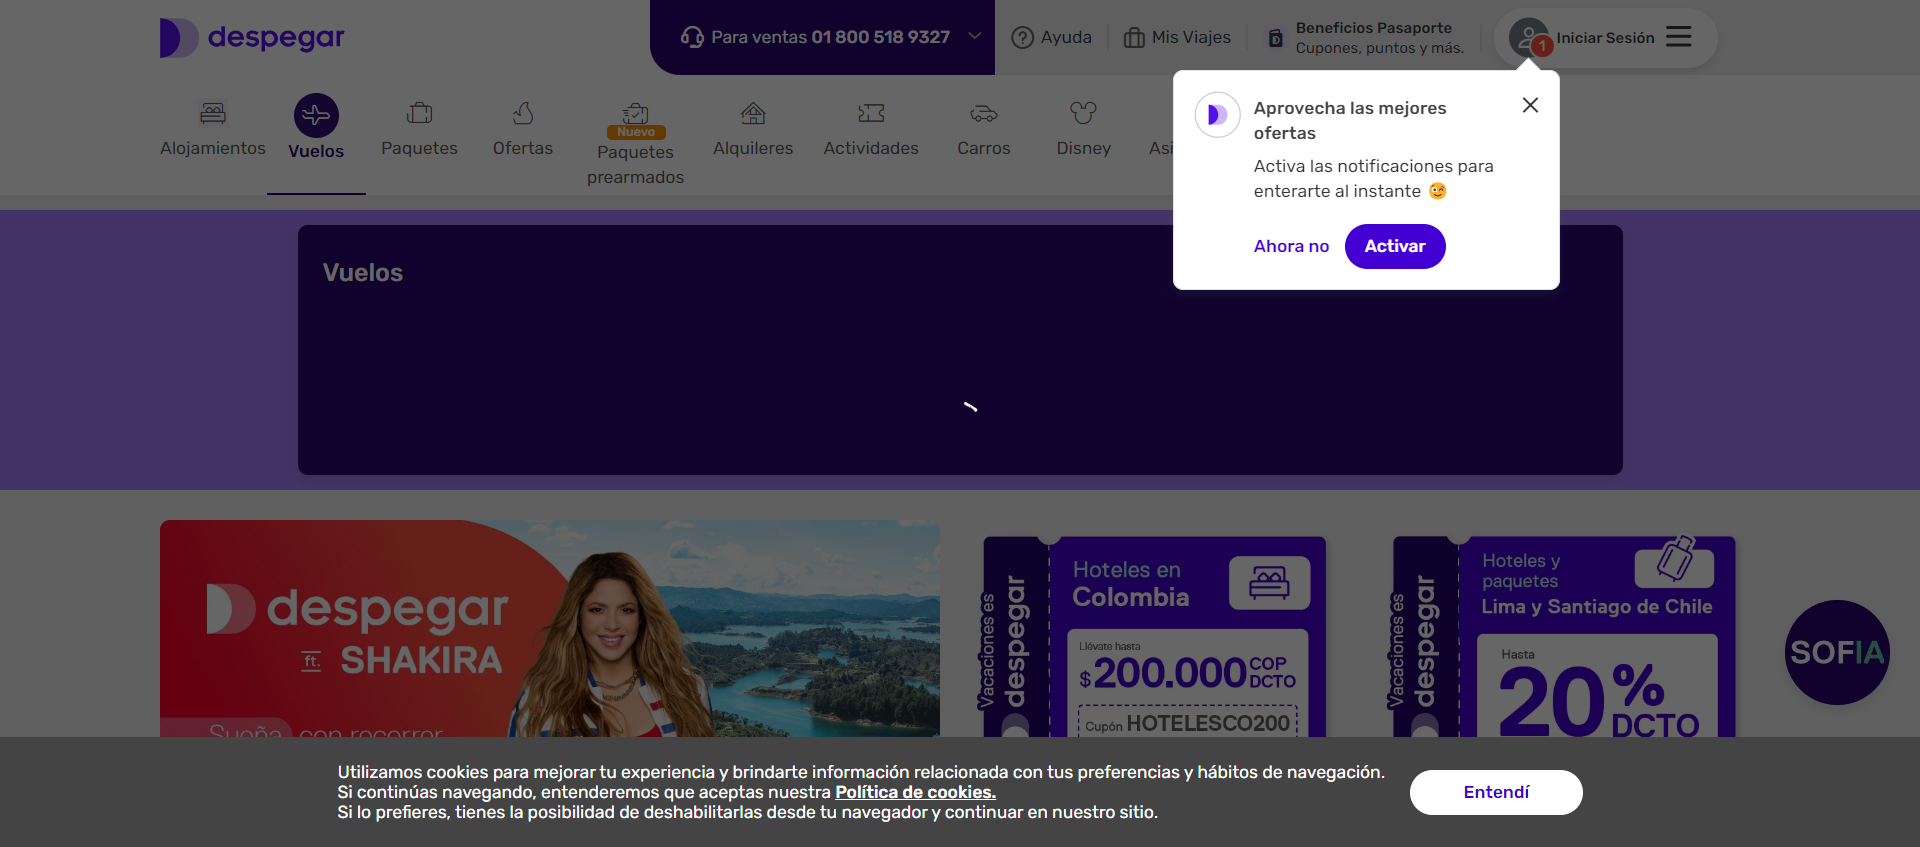 despegar
Para ventas 01 800 518 9327
Ayuda
Mis Viajes
Beneficios Pasaporte
Cupones, puntos y más.
1
Iniciar Sesión
Alojamientos
Vuelos
Paquetes
Ofertas
Nuevo
Paquetes
prearmados
Alquileres
Actividades
Carros
Disney
Asi
Aprovecha las mejores
ofertas
Activa las notificaciones para
enterarte al instante 😉
Ahora no
Activar
Vuelos
despegar
ft. SHAKIRA
Sueña con recorrer
Vacaciones es
despegar
Hoteles en
Colombia
Llévate hasta
$200.000 COP
DCTO
Cupón HOTELESCO200
Vacaciones es
despegar
Hoteles y
paquetes
Lima y Santiago de Chile
Hasta
20%
DCTO
SOFIA
Utilizamos cookies para mejorar tu experiencia y brindarte información relacionada con tus preferencias y hábitos de navegación.
Si continúas navegando, entenderemos que aceptas nuestra Política de cookies.
Si lo prefieres, tienes la posibilidad de deshabilitarlas desde tu navegador y continuar en nuestro sitio.
Entendí